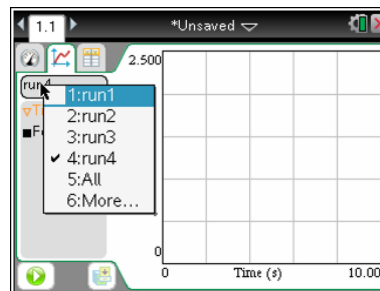 1.1
*Unsaved
2.500
run4
1:run1
2:run2
3:run3
4:run4
5:All
6:More...
0
0 Time (s) 10.00